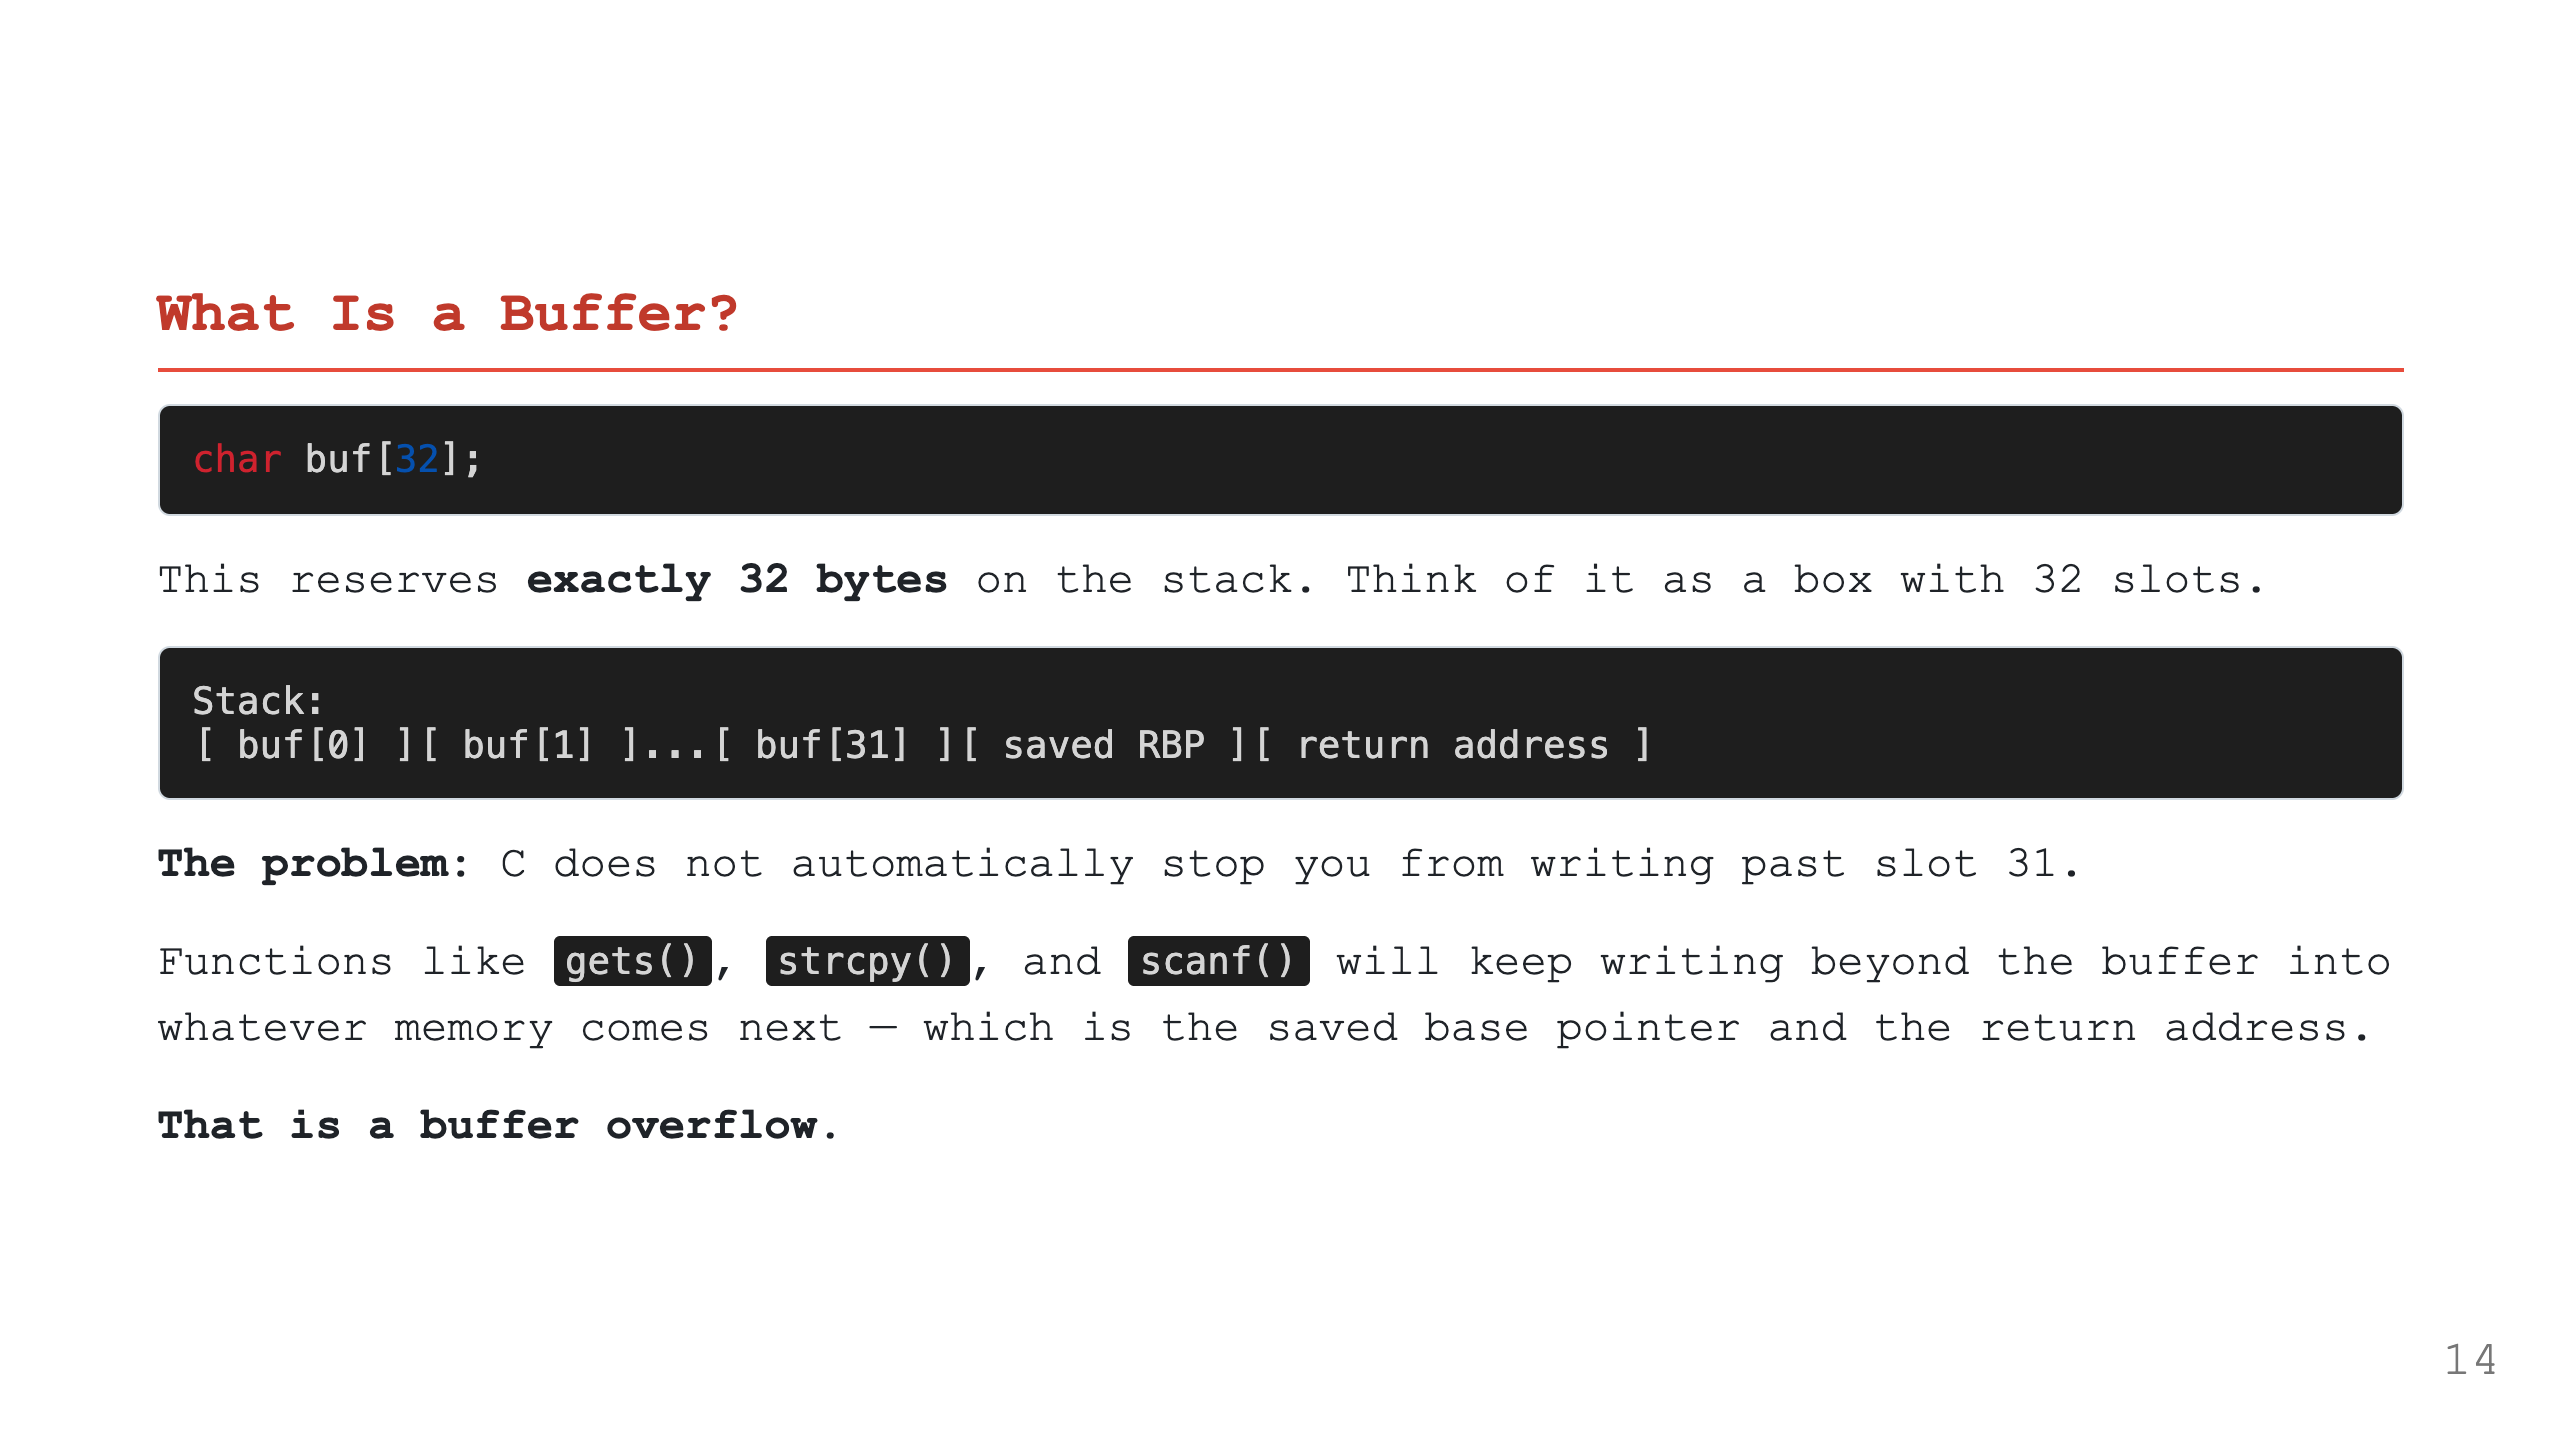 What Is a Buffer?
char buf[32];
This reserves exactly 32 bytes on the stack. Think of it as a box with 32 slots.
Stack:
[ buf[0] ][ buf[1] ]...[ buf[31] ][ saved RBP ][ return address ]
The problem: C does not automatically stop you from writing past slot 31.
Functions like gets(), strcpy(), and scanf() will keep writing beyond the buffer into
whatever memory comes next — which is the saved base pointer and the return address.
That is a buffer overflow.
14